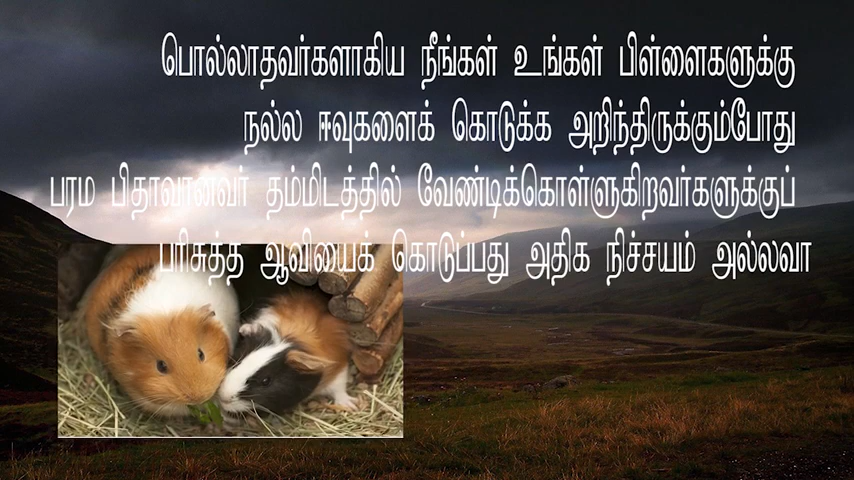 பொல்லாதவர்களாகிய நீங்கள் உங்கள் பிள்ளைகளுக்கு
நல்ல ஈவுகளைக் கொடுக்க அறிந்திருக்கும்போது
பரம பிதாவானவர் தம்மிடத்தில் வேண்டிக்கொள்ளுகிறவர்களுக்குப்
பரிசுத்த ஆவியைக் கொடுப்பது அதிக நிச்சயம் அல்லவா